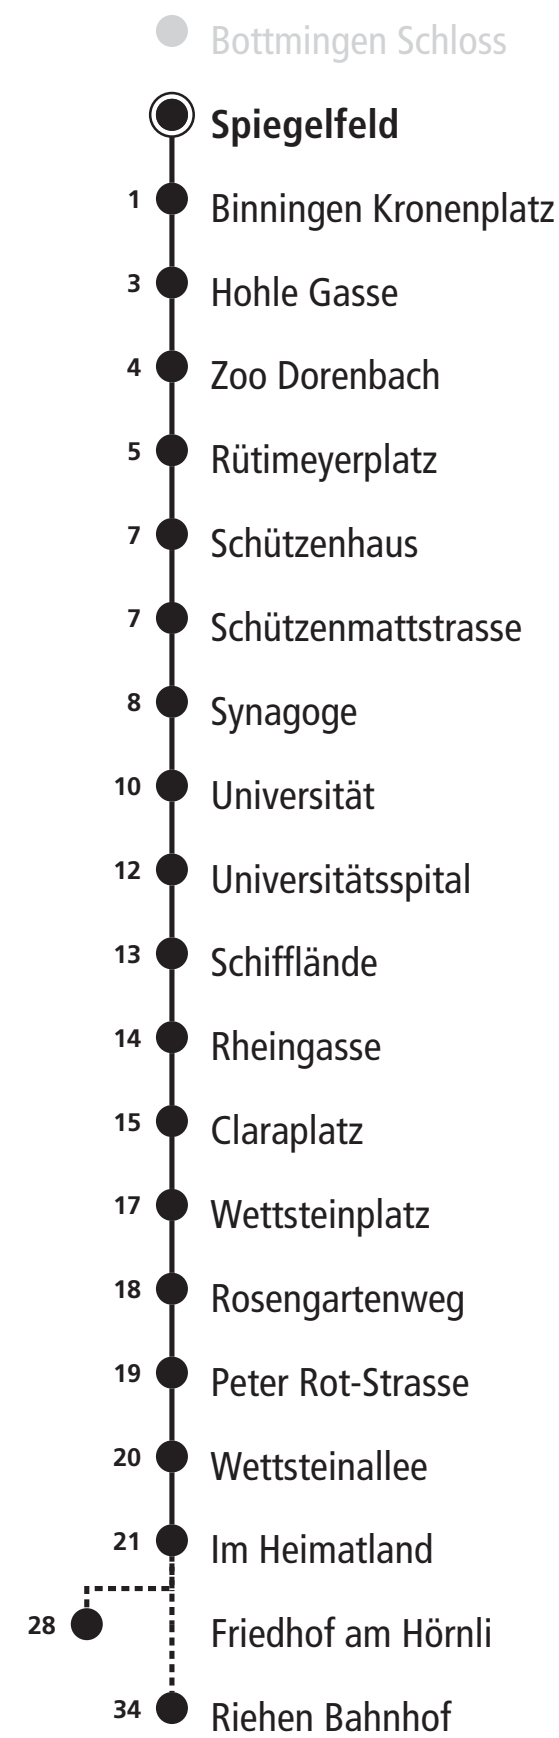 Bottmingen Schloss
Spiegelfeld
1 Binningen Kronenplatz
3 Hohle Gasse
4 Zoo Dorenbach
5 Rütimeyerplatz
7 Schützenhaus
7 Schützenmattstrasse
8 Synagoge
10 Universität
12 Universitätsspital
13 Schifflände
14 Rheingasse
15 Claraplatz
17 Wettsteinplatz
18 Rosengartenweg
19 Peter Rot-Strasse
20 Wettsteinallee
21 Im Heimatland
28 Friedhof am Hörnli
34 Riehen Bahnhof